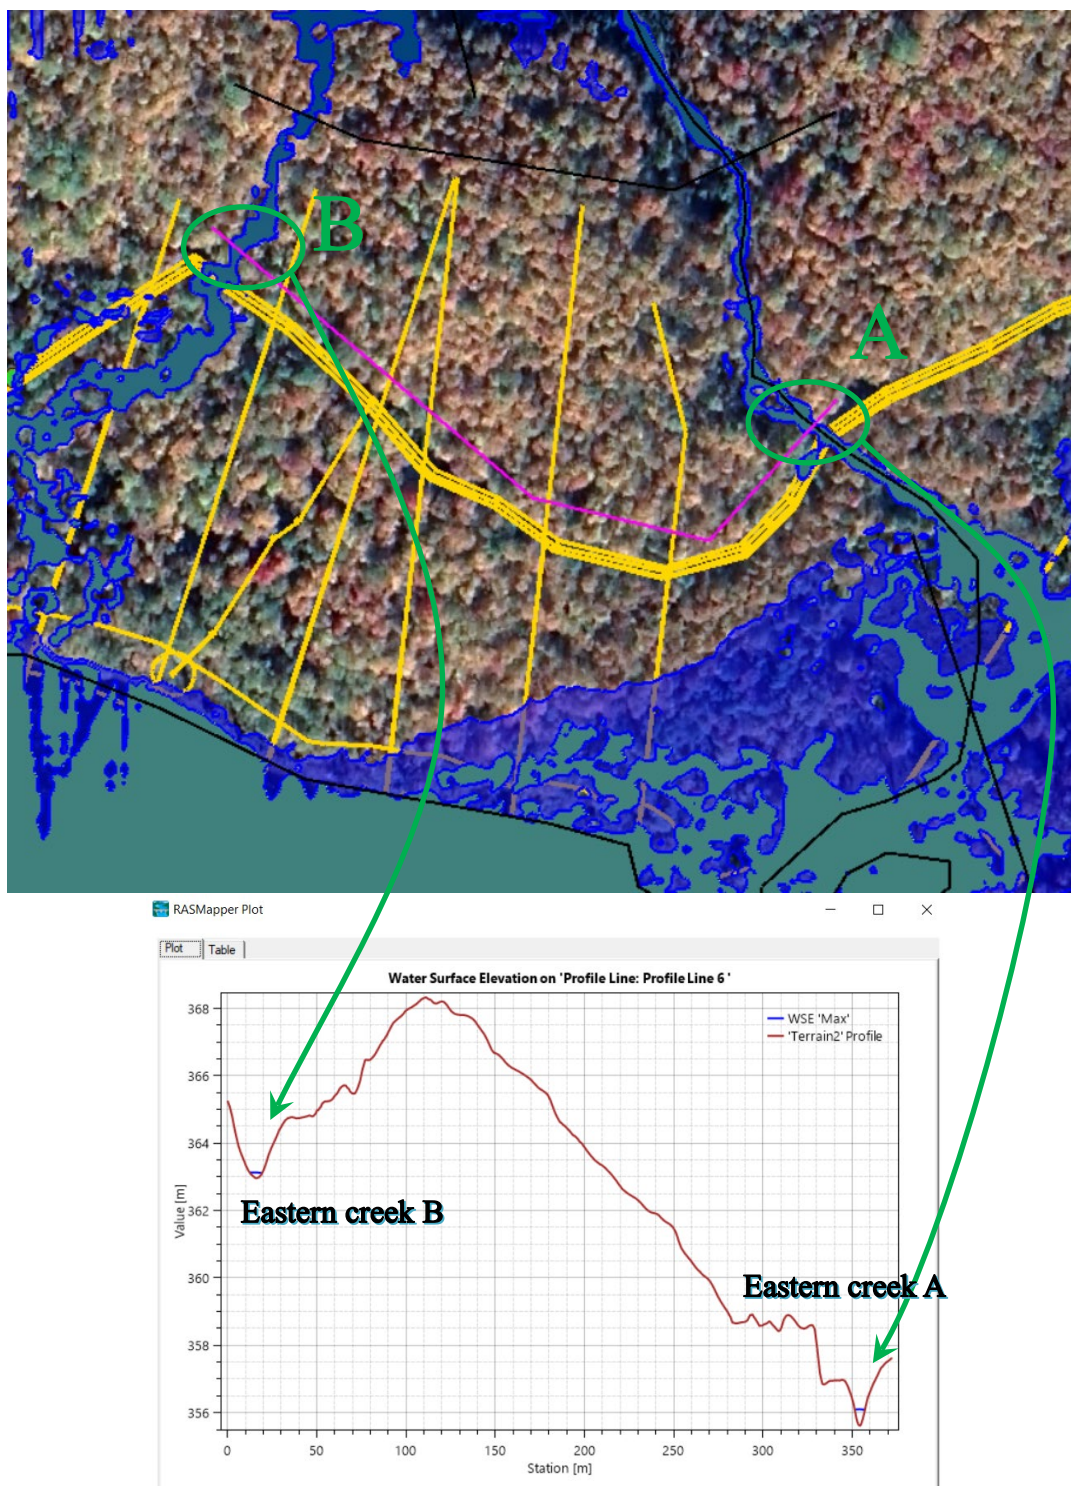 B
A
RASMapper Plot
Plot
Table
Water Surface Elevation on 'Profile Line: Profile Line 6 '
WSE 'Max'
'Terrain2' Profile
368
366
364
362
360
358
356
Value [m]
Eastern creek B
Eastern creek A
0
50
100
150
200
250
300
350
Station [m]